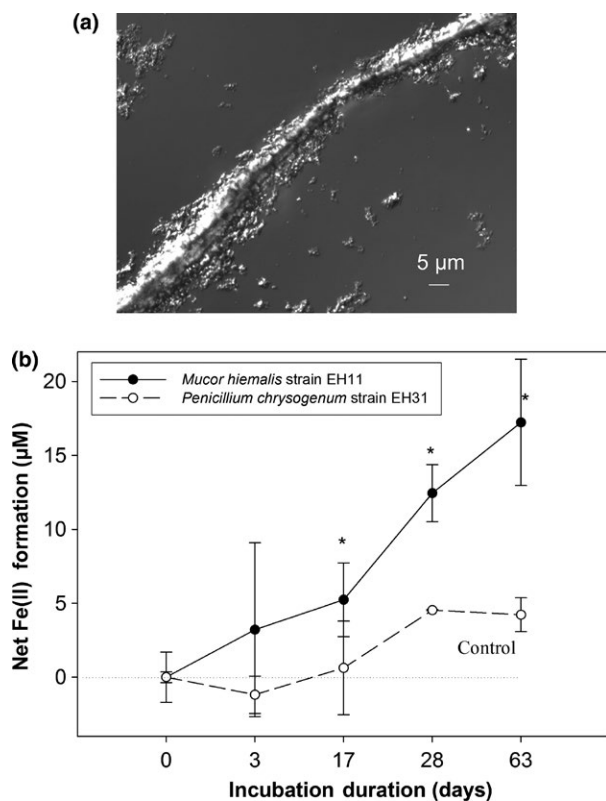 (a)
5 µm
(b)
20
15
10
5
0
Net Fe(II) formation (µM)
Mucor hiemalis strain EH11
Penicillium chrysogenum strain EH31
*
*
*
Control
0 3 17 28 63
Incubation duration (days)